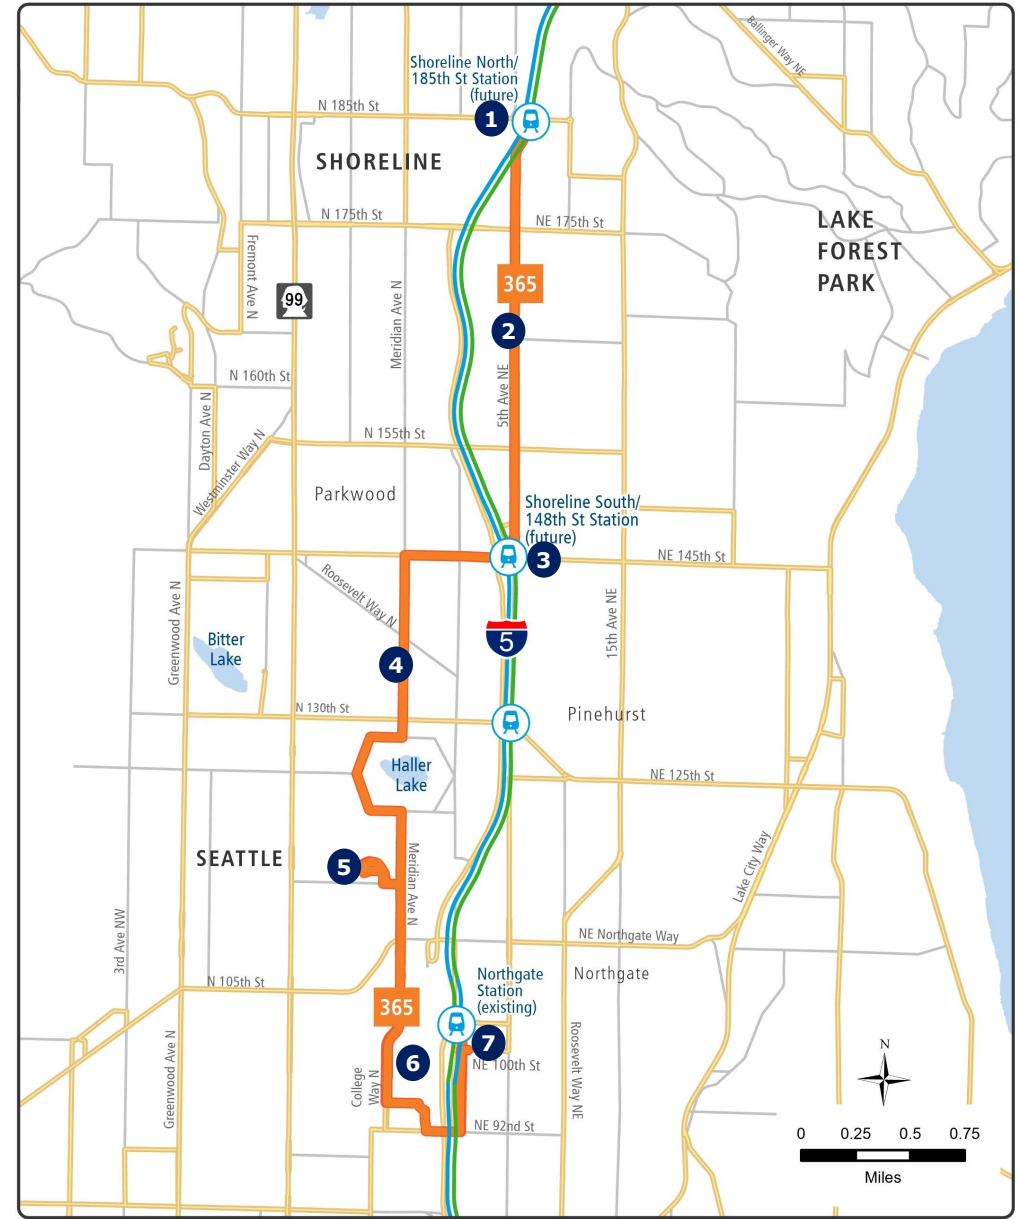 Ballinger Way NE
Shoreline North/
185th St Station
(future)
N 185th St
1
SHORELINE
N 175th St
NE 175th St
LAKE
FOREST
PARK
Fremont Ave N
99
Meridian Ave N
365
2
N 160th St
5th Ave NE
Dayton Ave N
Westminster Way N
N 155th St
Parkwood
Shoreline South/
148th St Station
(future)
3
NE 145th St
Roosevelt Way N
Greenwood Ave N
15th Ave NE
5
Bitter
Lake
4
N 130th St
Pinehurst
Haller
Lake
NE 125th St
SEATTLE
5
Meridian Ave N
Lake City Way
3rd Ave NW
NE Northgate Way
Northgate
Station
(existing)
Northgate
N 105th St
365
7
6
NE 100th St
Greenwood Ave N
College
Way N
Roosevelt Way NE
NE 92nd St
N
0 0.25 0.5 0.75
Miles